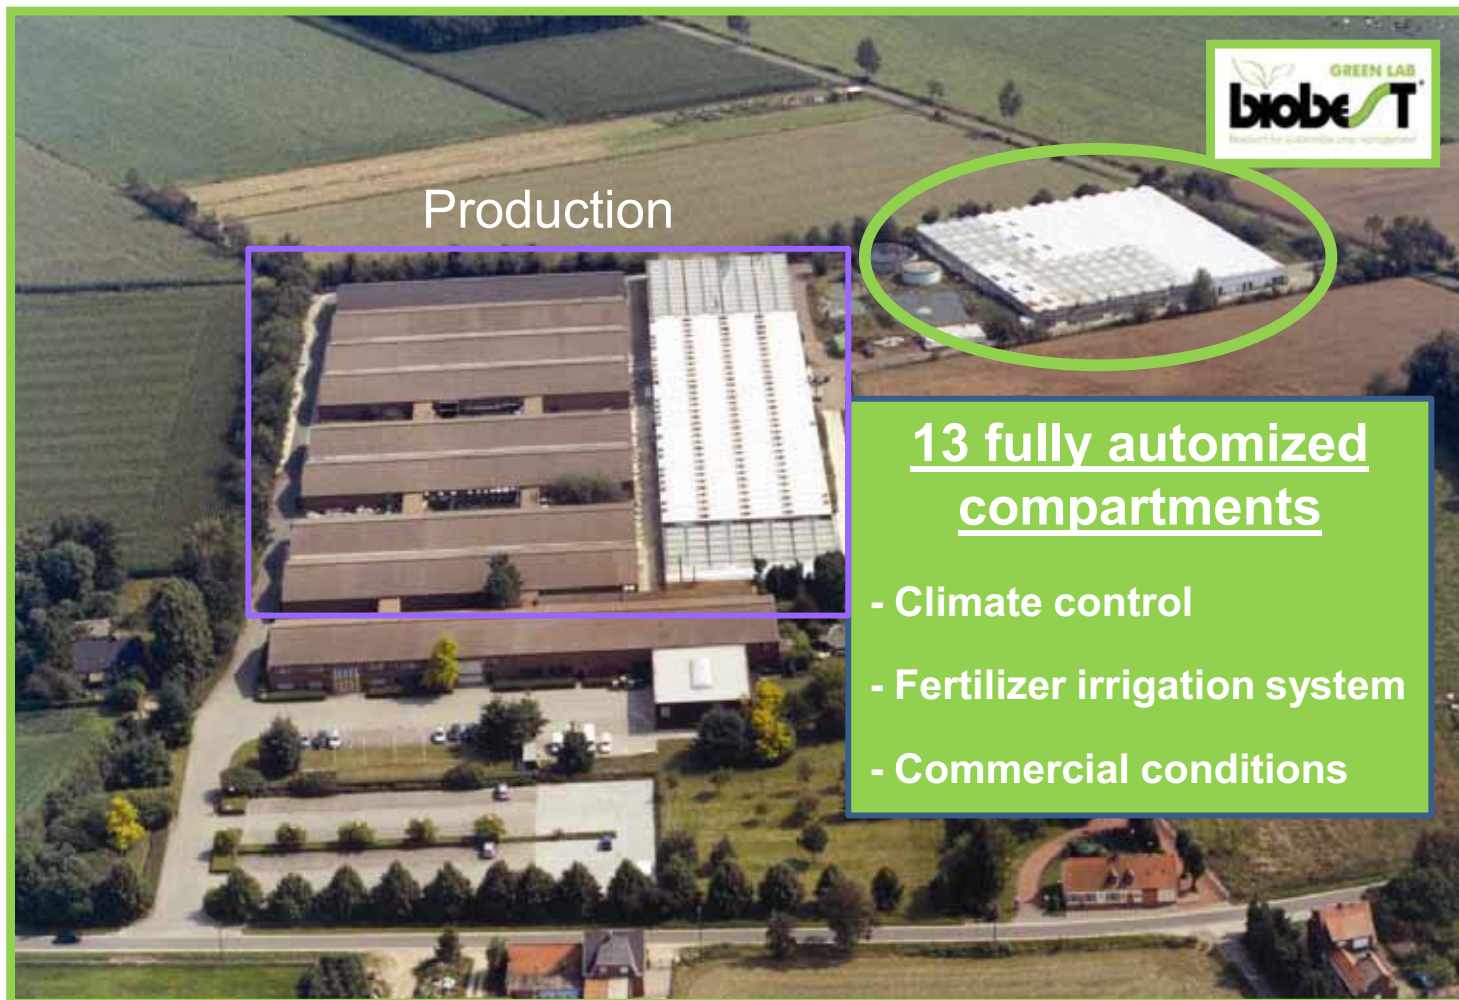 GREEN LAB
biobesT
Production
13 fully automized
compartments
- Climate control
- Fertilizer irrigation system
- Commercial conditions